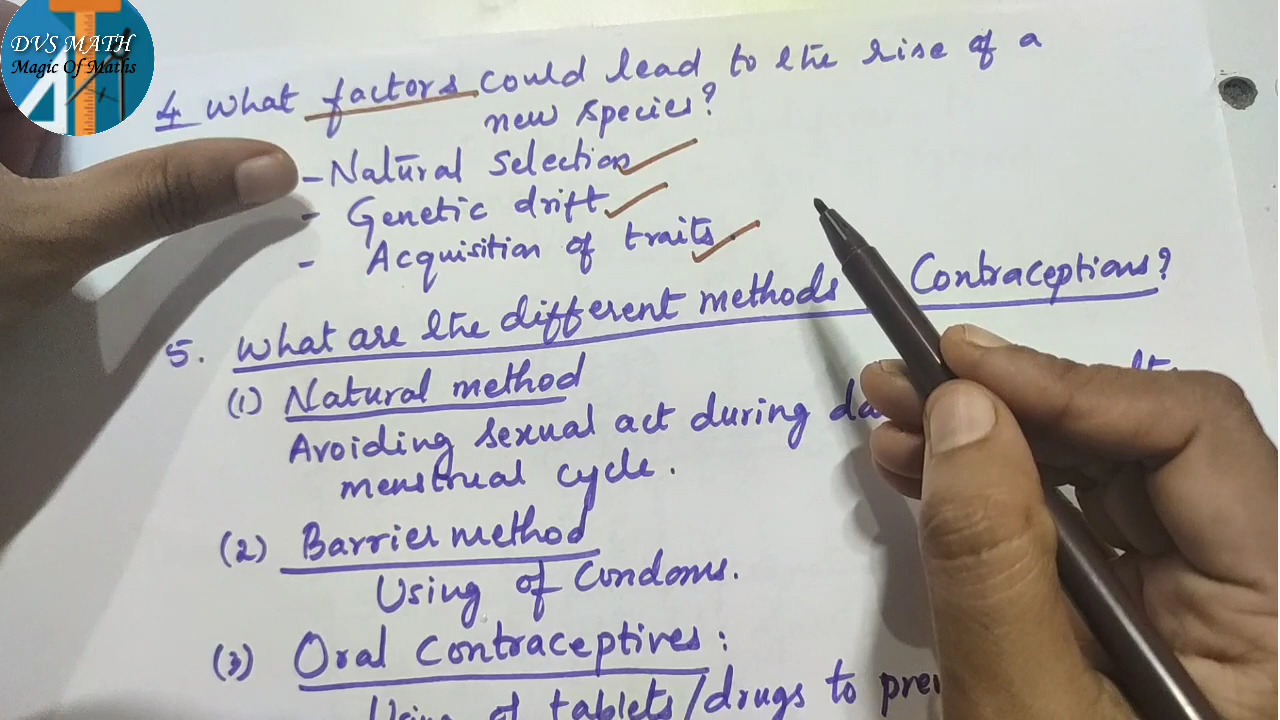 DVS MATH
Magic Of Maths
4 What factors could lead to the rise of a
new species?
- Natural selection
- Genetic drift
- Acquisition of traits
5. What are the different methods Contraceptions?
(1) Natural method
Avoiding sexual act during
menstrual cycle.
(2) Barrier method
Using of Condoms.
(3) Oral contraceptives:
Using of tablets/drugs to